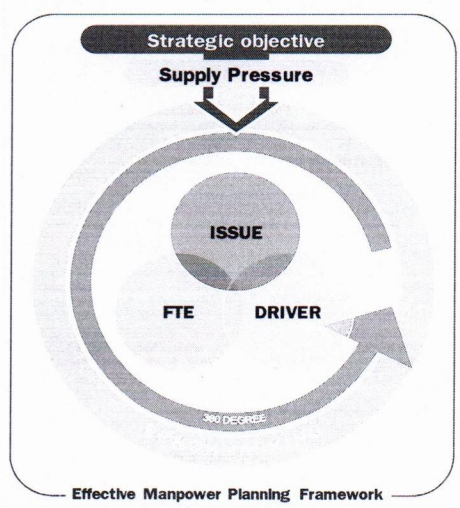 Strategic objective
Supply Pressure
ISSUE
FTE DRIVER
360 DEGREE
Effective Manpower Planning Framework